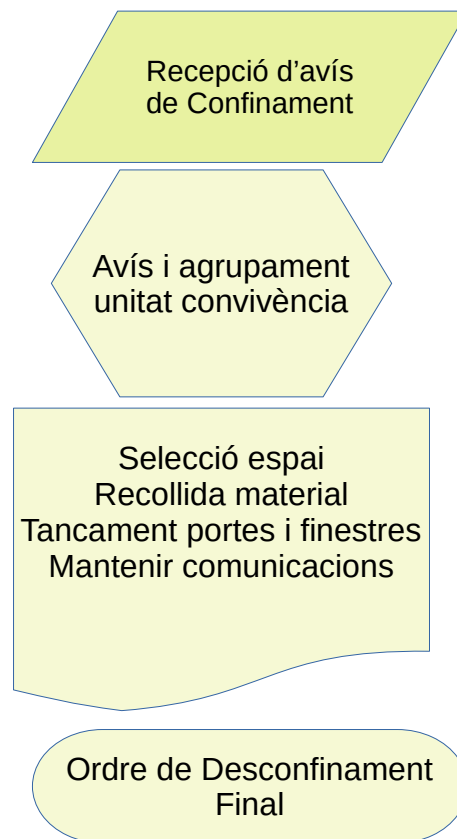 Recepció d’avís
de Confinament
Avís i agrupament
unitat convivència
Selecció espai
Recollida material
Tancament portes i finestres
Mantenir comunicacions
Ordre de Desconfinament
Final